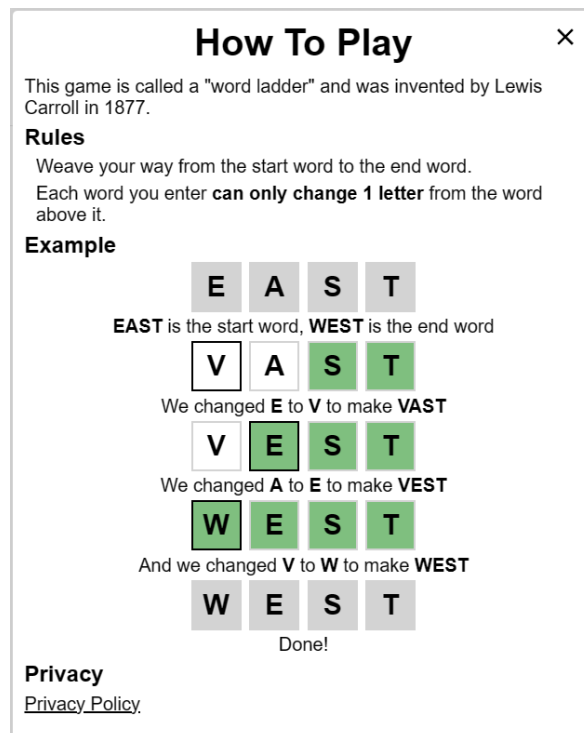 How To Play
×
This game is called a "word ladder" and was invented by Lewis
Carroll in 1877.
Rules
Weave your way from the start word to the end word.
Each word you enter can only change 1 letter from the word
above it.
Example
E A S T
EAST is the start word, WEST is the end word
V A S T
We changed E to V to make VAST
V E S T
We changed A to E to make VEST
W E S T
And we changed V to W to make WEST
W E S T
Done!
Privacy
Privacy Policy